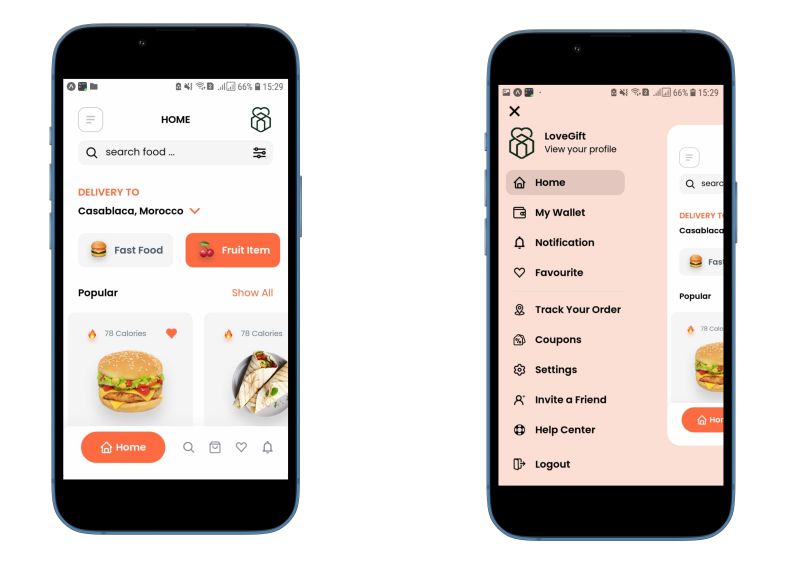 66% 15:29
HOME
search food ...
DELIVERY TO
Casablaca, Morocco
Fast Food
Fruit Item
Popular
Show All
78 Calories
78 Calories
Home
66% 15:29
LoveGift
View your profile
Home
My Wallet
Notification
Favourite
Track Your Order
Coupons
Settings
Invite a Friend
Help Center
Logout
searc
DELIVERY T
Casablaca
Fast
Popular
78 Calo
Hor